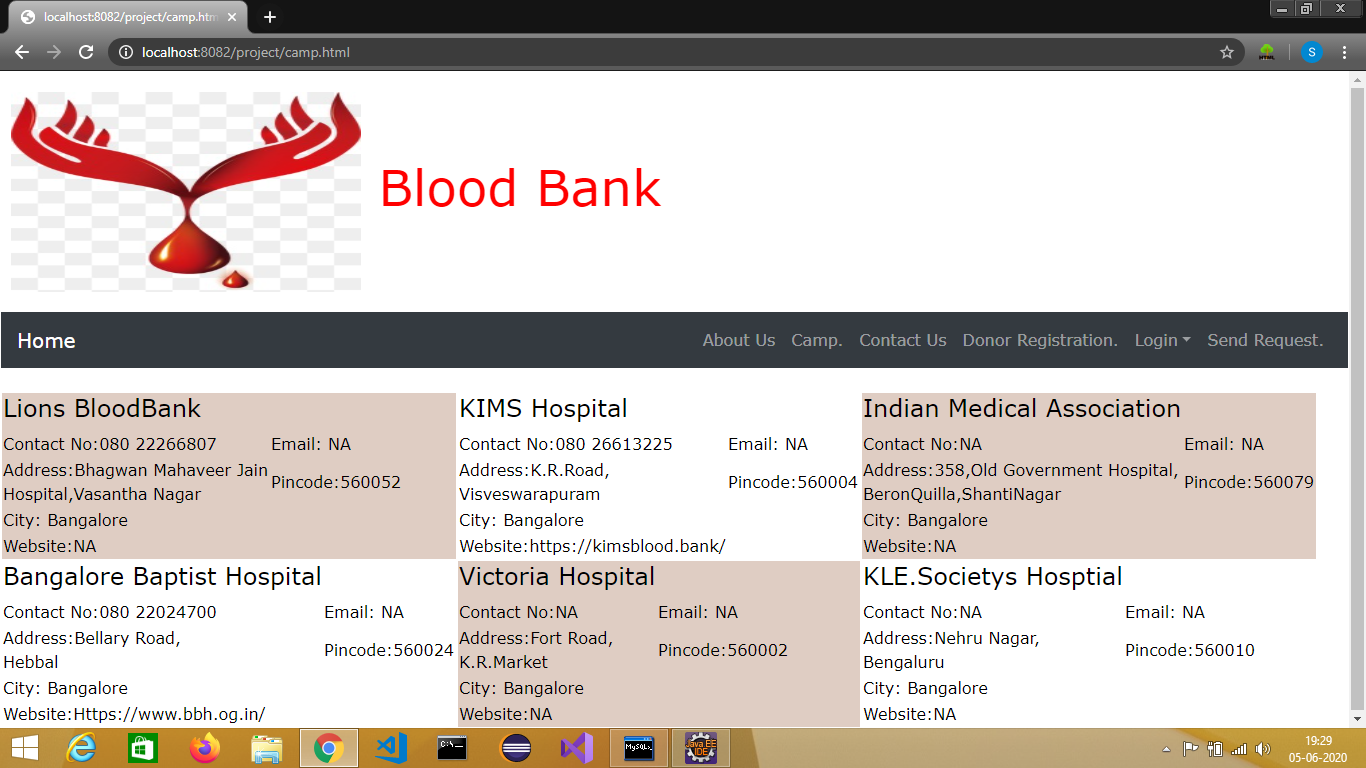 localhost:8082/project/camp.htm
localhost:8082/project/camp.html
S
Blood Bank
Home
About Us Camp. Contact Us Donor Registration. Login Send Request.
Lions BloodBank
Contact No:080 22266807 Email: NA
Address:Bhagwan Mahaveer Jain
Hospital,Vasantha Nagar
Pincode:560052
City: Bangalore
Website:NA
KIMS Hospital
Contact No:080 26613225 Email: NA
Address:K.R.Road,
Visveswarapuram
Pincode:560004
City: Bangalore
Website:https://kimsblood.bank/
Indian Medical Association
Contact No:NA Email: NA
Address:358,Old Government Hospital,
BeronQuilla,ShantiNagar
Pincode:560079
City: Bangalore
Website:NA
Bangalore Baptist Hospital
Contact No:080 22024700 Email: NA
Address:Bellary Road,
Hebbal
Pincode:560024
City: Bangalore
Website:Https://www.bbh.og.in/
Victoria Hospital
Contact No:NA Email: NA
Address:Fort Road,
K.R.Market
Pincode:560002
City: Bangalore
Website:NA
KLE.Societys Hosptial
Contact No:NA Email: NA
Address:Nehru Nagar,
Bengaluru
Pincode:560010
City: Bangalore
Website:NA
Java EE
IDE
19:29
05-06-2020